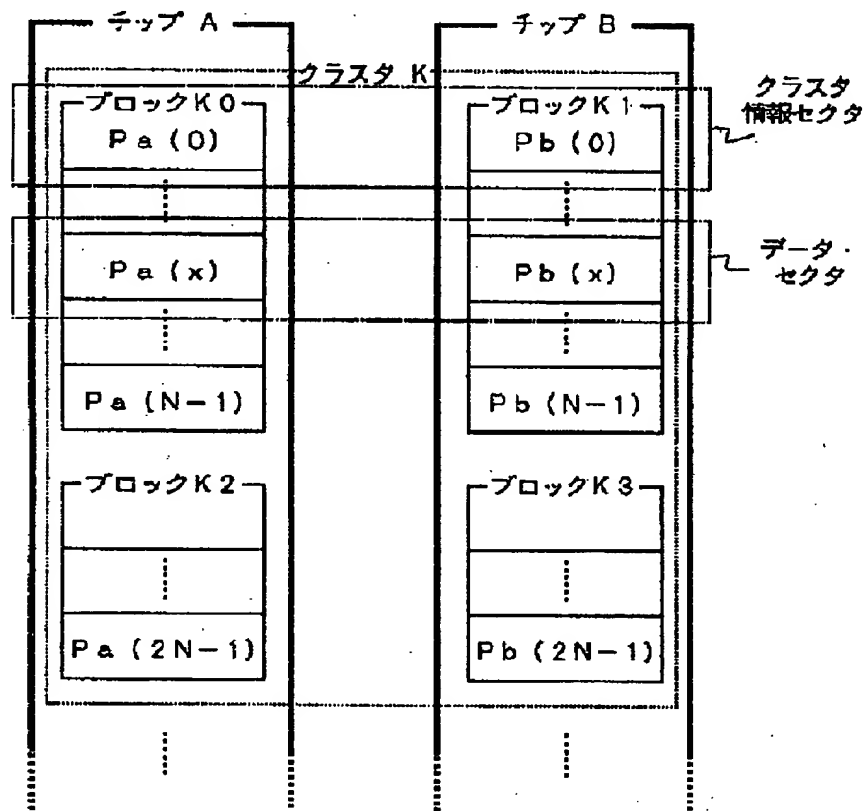 チップ A
チップ B
クラスタ K
クラスタ
情報セクタ
ブロックK0
ブロックK1
Pa (0)
Pb (0)
データ・
セクタ
Pa (x)
Pb (x)
Pa (N-1)
Pb (N-1)
ブロックK2
ブロックK3
Pa (2N-1)
Pb (2N-1)